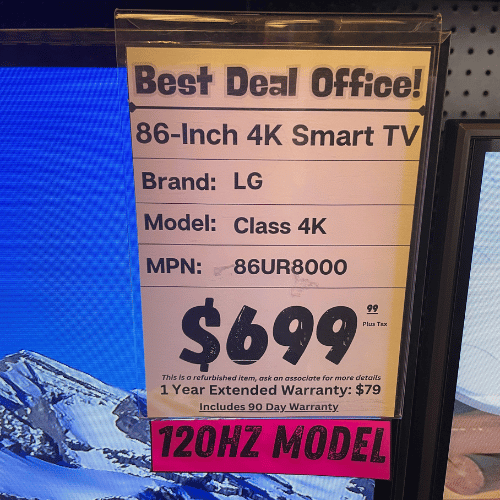 Best Deal Office!
86-Inch 4K Smart TV
Brand: LG
Model: Class 4K
MPN: 86UR8000
$699 99
Plus Tax
This is a refurbished item, ask an associate for more details
1 Year Extended Warranty: $79
Includes 90 Day Warranty
120HZ MODEL